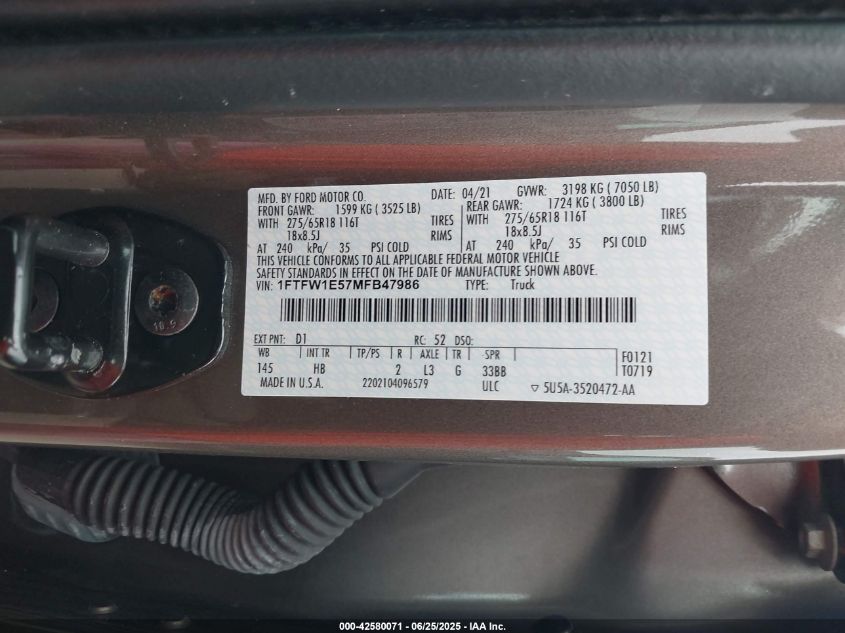 MFD. BY FORD MOTOR CO. DATE: 04/21 GVWR: 3198 KG ( 7050 LB)
FRONT GAWR: 1599 KG ( 3525 LB) REAR GAWR: 1724 KG ( 3800 LB)
WITH 275/65R18 116T TIRES WITH 275/65R18 116T TIRES
18x8.5J RIMS 18x8.5J RIMS
AT 240 kPa/ 35 PSI COLD AT 240 kPa/ 35 PSI COLD
THIS VEHICLE CONFORMS TO ALL APPLICABLE FEDERAL MOTOR VEHICLE
SAFETY STANDARDS IN EFFECT ON THE DATE OF MANUFACTURE SHOWN ABOVE.
VIN: 1FTFW1E57MFB47986 TYPE: Truck
EXT PNT: D1 RC: 52 DSO: F0121
WB INT TR TP/PS R AXLE TR SPR T0719
145 HB 2 L3 G 33BB
MADE IN U.S.A. 2202104096579 ULC ▽ 5U5A-3520472-AA
10.9
000-42580071 - 06/25/2025 - IAA Inc.